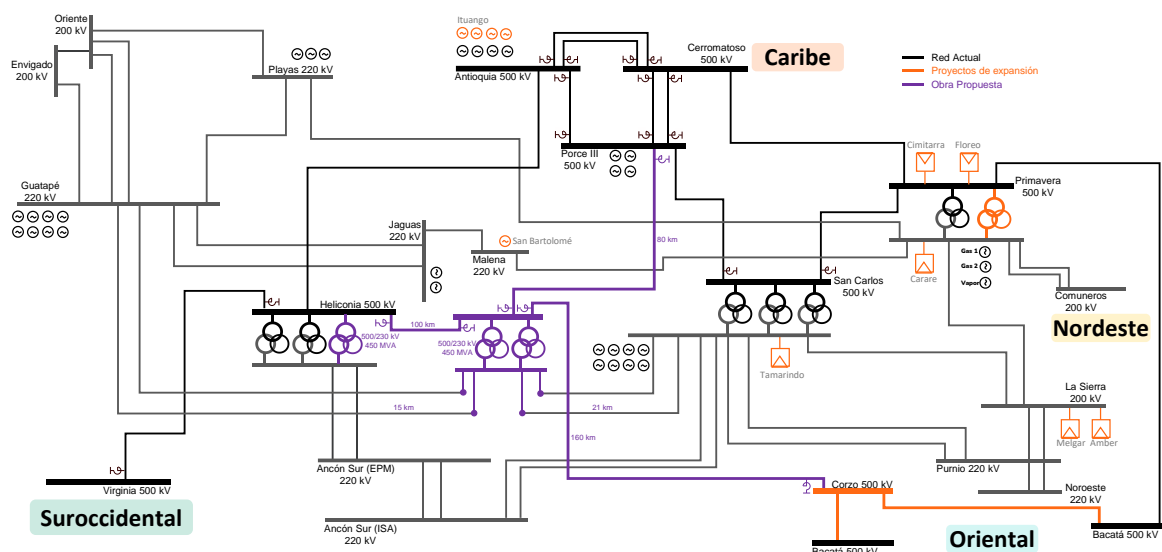 Oriente
200 kV
Envigado
200 kV
Playas 220 kV
Ituango
Antioquia 500 kV
Cerromatoso
500 kV
Caribe
Red Actual
Proyectos de expansión
Obra Propuesta
Porce III
500 kV
Cimitarra
Floreo
Primavera
500 kV
Guatapé
220 kV
Jaguas
220 kV
San Bartolomé
Malena
220 kV
80 km
Gas 1
Gas 2
Vapor
Carare
San Carlos
500 kV
Comuneros
200 kV
Nordeste
Heliconia 500 kV
100 km
500/230 kV
450 MVA
500/230 kV
450 MVA
Tamarindo
La Sierra
200 kV
15 km
21 km
160 km
Melgar
Amber
Ancón Sur (EPM)
220 kV
Purnio 220 kV
Noroeste
220 kV
Virginia 500 kV
Corzo 500 kV
Suroccidental
Ancón Sur (ISA)
220 kV
Oriental
Bacatá 500 kV
Bacatá 500 kV